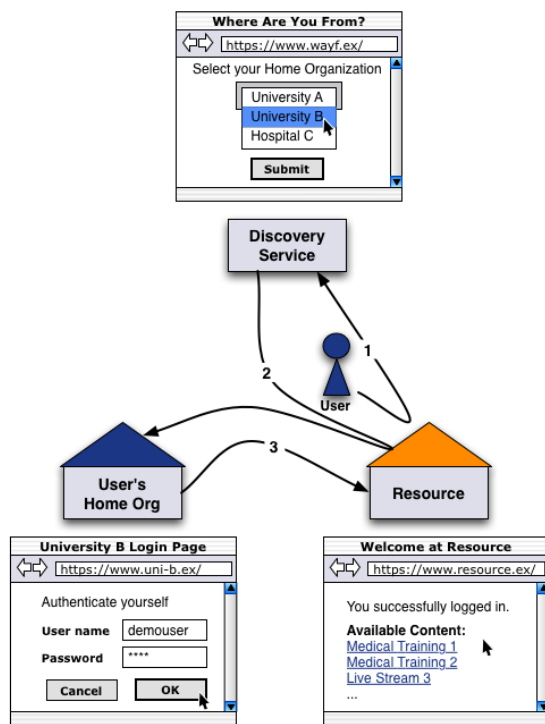 Where Are You From?
https://www.wayf.ex/
Select your Home Organization
University A
University B
Hospital C
Submit
Discovery
Service
1
2
User
3
User's
Home Org
Resource
University B Login Page
https://www.uni-b.ex/
Authenticate yourself
User name demouser
Password ****
Cancel OK
Welcome at Resource
https://www.resource.ex/
You successfully logged in.
Available Content:
Medical Training 1
Medical Training 2
Live Stream 3
...